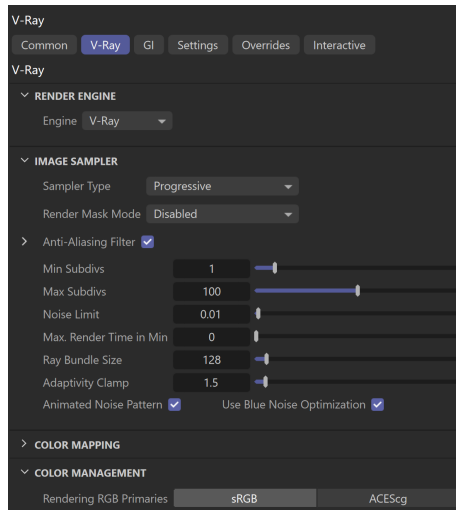 V-Ray
Common V-Ray GI Settings Overrides Interactive
V-Ray
RENDER ENGINE
Engine V-Ray
IMAGE SAMPLER
Sampler Type Progressive
Render Mask Mode Disabled
Anti-Aliasing Filter
Min Subdivs 1
Max Subdivs 100
Noise Limit 0.01
Max. Render Time in Min 0
Ray Bundle Size 128
Adaptivity Clamp 1.5
Animated Noise Pattern Use Blue Noise Optimization
COLOR MAPPING
COLOR MANAGEMENT
Rendering RGB Primaries sRGB ACEScg